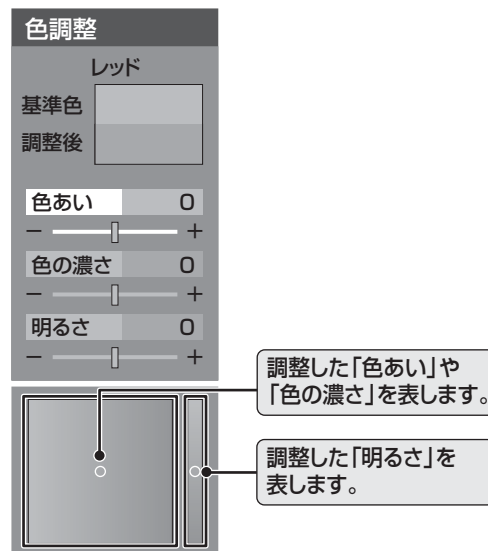 色調整
レッド
基準色
調整後
色あい 0
− +
色の濃さ 0
− +
明るさ 0
− +
調整した「色あい」や
「色の濃さ」を表します。
調整した「明るさ」を
表します。